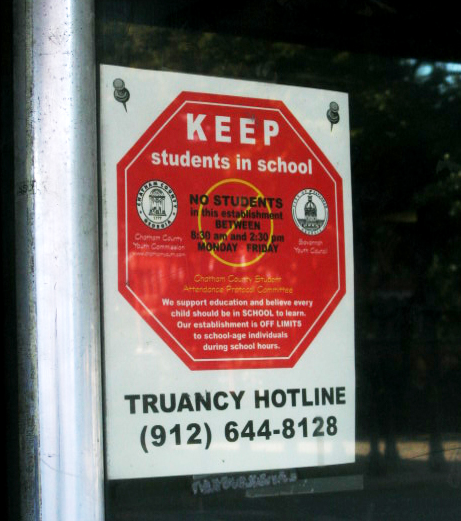 KEEP
students in school
NO STUDENTS
in this establishment
BETWEEN
8:30 am and 2:30 pm
MONDAY FRIDAY
CHATHAM COUNTY
GEORGIA
Chatham County
Youth Commission
Savannah
Youth Council
Chatham County Student
Attendance Protocol Committee
We support education and believe every
child should be in SCHOOL to learn.
Our establishment is OFF LIMITS
to school-age individuals
during school hours.
TRUANCY HOTLINE
(912) 644-8128